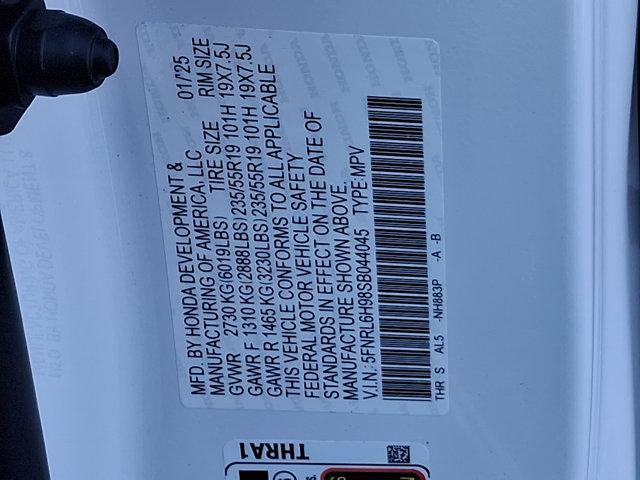 MFD. BY HONDA DEVELOPMENT & 01/'25
MANUFACTURING OF AMERICA, LLC TIRE SIZE RIM SIZE
GVWR 2730 KG(6019LBS)
GAWR F 1310 KG(2888LBS)235/55R19 101H 19X7.5J
GAWR R 1465 KG(3230LBS)235/55R19 101H 19X7.5J
THIS VEHICLE CONFORMS TO ALL APPLICABLE
FEDERAL MOTOR VEHICLE SAFETY
STANDARDS IN EFFECT ON THE DATE OF
MANUFACTURE SHOWN ABOVE.
V.I.N.:5FNRL6H98SB044045 TYPE:MPV
THR S AL5 -NH883P -A -B
THRA1